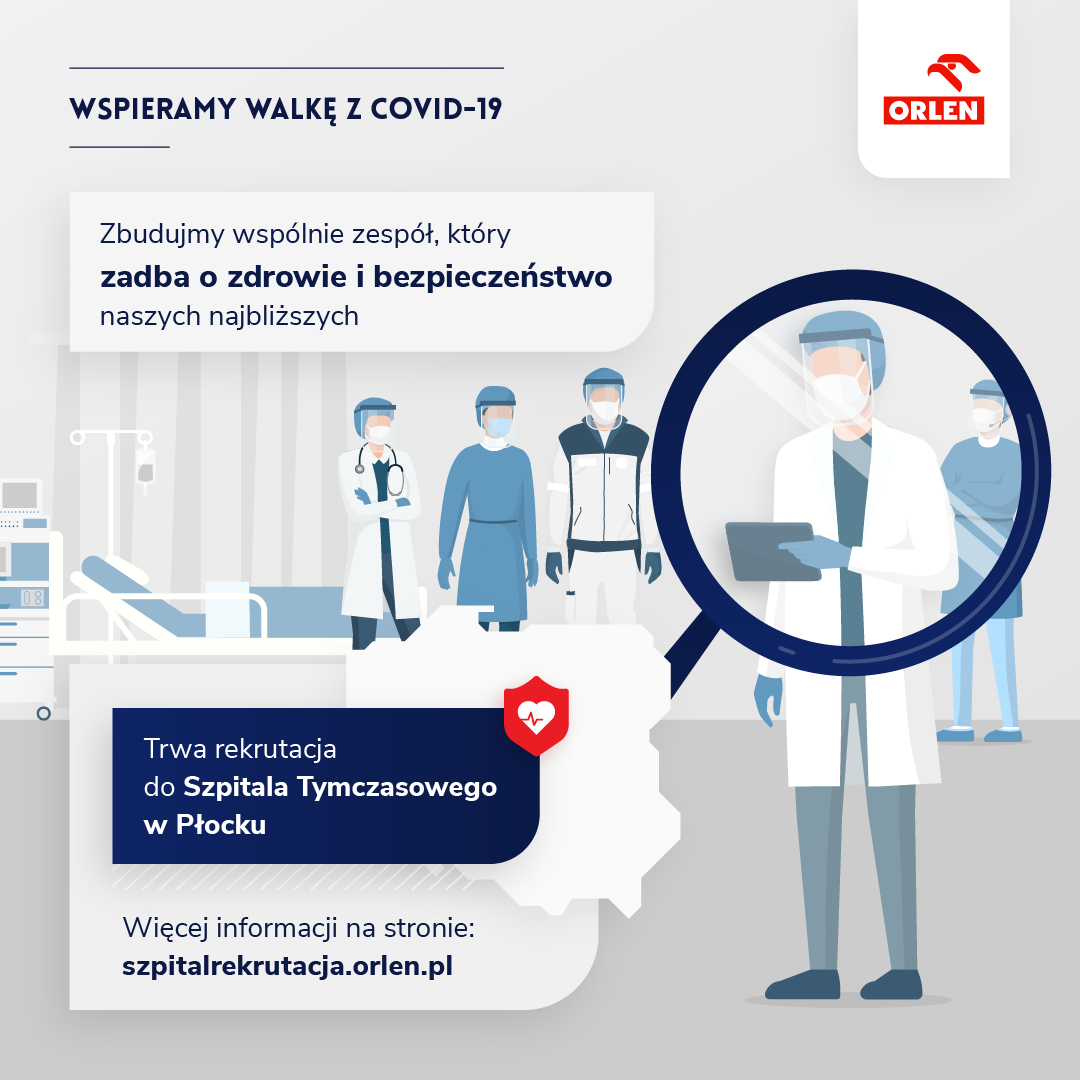 WSPIERAMY WALKĘ Z COVID-19
ORLEN
Zbudujmy wspólnie zespół, który
zadba o zdrowie i bezpieczeństwo
naszych najbliższych
08
Trwa rekrutacja
do Szpitala Tymczasowego
w Płocku
Więcej informacji na stronie:
szpitalrekrutacja.orlen.pl